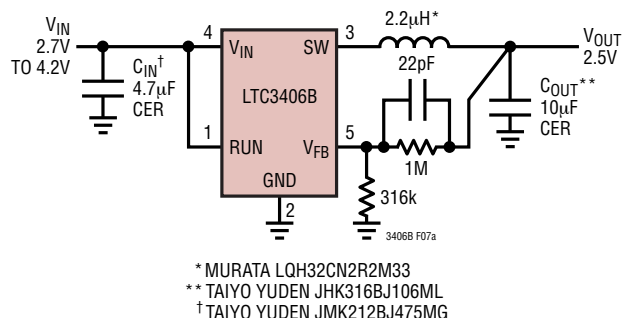 VIN
2.7V
TO 4.2V
CIN†
4.7µF
CER
4
VIN
SW
3
2.2µH*
22pF
VOUT
2.5V
COUT**
10µF
CER
LTC3406B
1
RUN
VFB
5
1M
GND
2
316k
3406B F07a
*MURATA LQH32CN2R2M33
**TAIYO YUDEN JHK316BJ106ML
†TAIYO YUDEN JMK212BJ475MG